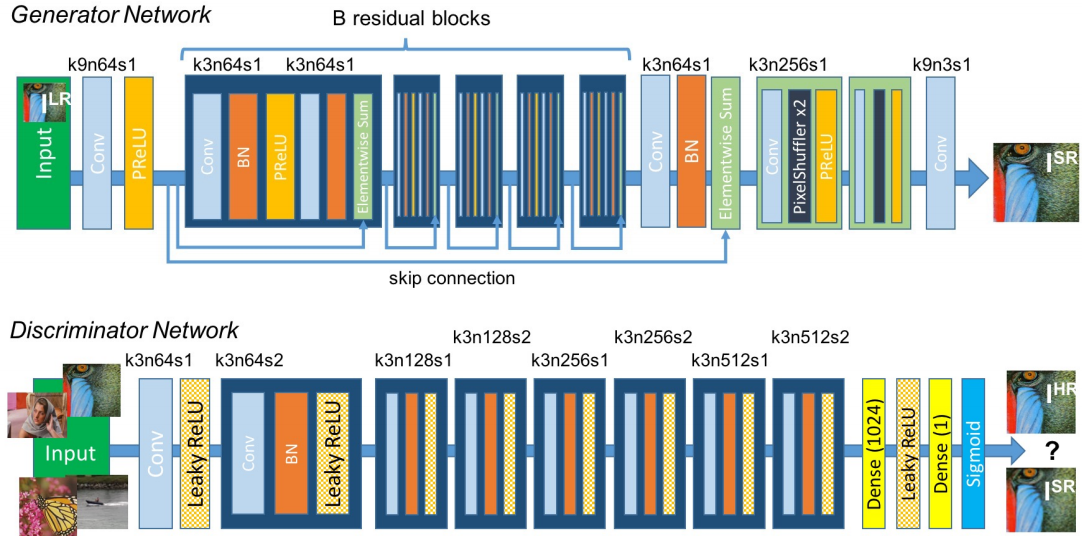 Generator Network
B residual blocks
k9n64s1
k3n64s1
k3n64s1
k3n64s1
k3n256s1
k9n3s1
I LR
Input
Conv
PReLU
Conv
BN
PReLU
Elementwise Sum
Conv
BN
Elementwise Sum
Conv
PixelShuffler x2
PReLU
Conv
I SR
skip connection
Discriminator Network
k3n64s1
k3n64s2
k3n128s1
k3n128s2
k3n256s1
k3n256s2
k3n512s1
k3n512s2
Input
Conv
Leaky ReLU
Conv
BN
Leaky ReLU
Dense (1024)
Leaky ReLU
Dense (1)
Sigmoid
I HR
?
I SR